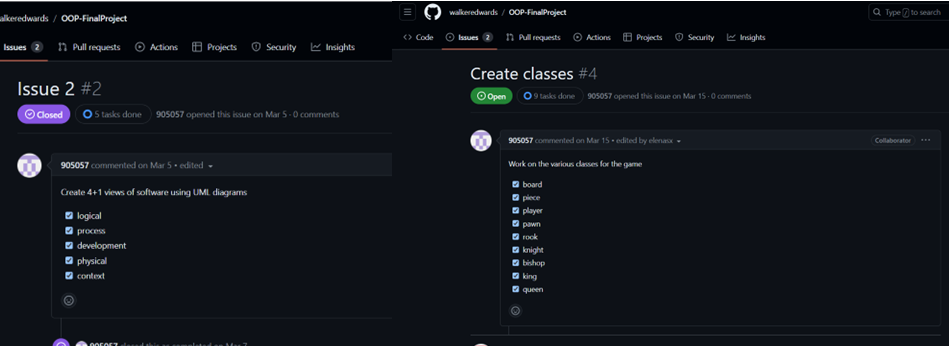 walkeredwards / OOP-FinalProject
Issues 2 Pull requests Actions Projects Security Insights
Issue 2 #2
Closed 5 tasks done 905057 opened this issue on Mar 5 · 0 comments
905057 commented on Mar 5 • edited
Create 4+1 views of software using UML diagrams
logical
process
development
physical
context
905057 closed this as completed on Mar 7
walkeredwards / OOP-FinalProject
Type / to search
Code Issues 2 Pull requests Actions Projects Security Insights
Create classes #4
Open 9 tasks done 905057 opened this issue on Mar 15 · 0 comments
905057 commented on Mar 15 • edited by elenaxx
Collaborator
Work on the various classes for the game
board
piece
player
pawn
rook
knight
bishop
king
queen